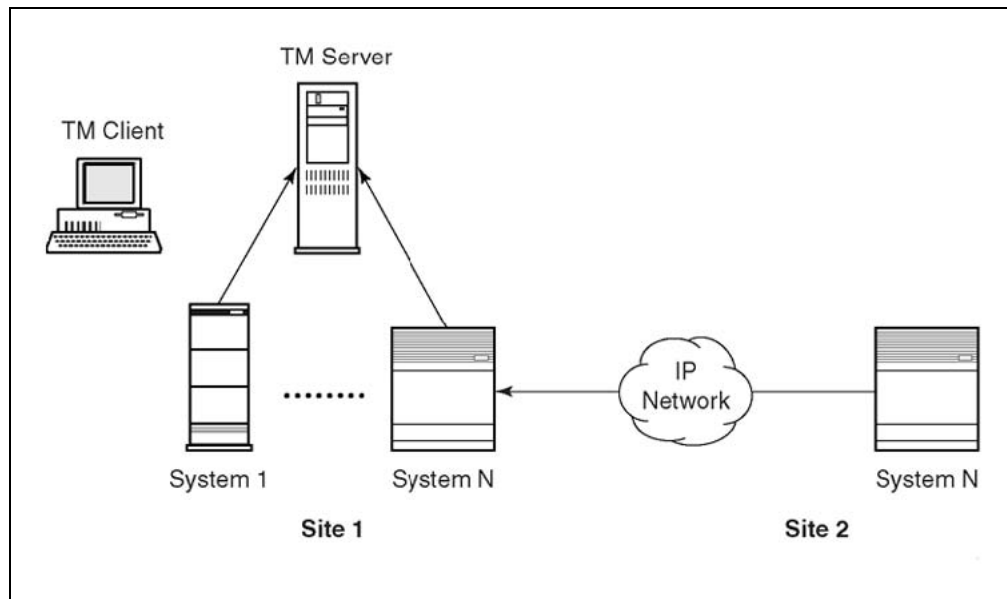 TM Server
TM Client
IP
Network
System 1
System N
System N
Site 1
Site 2